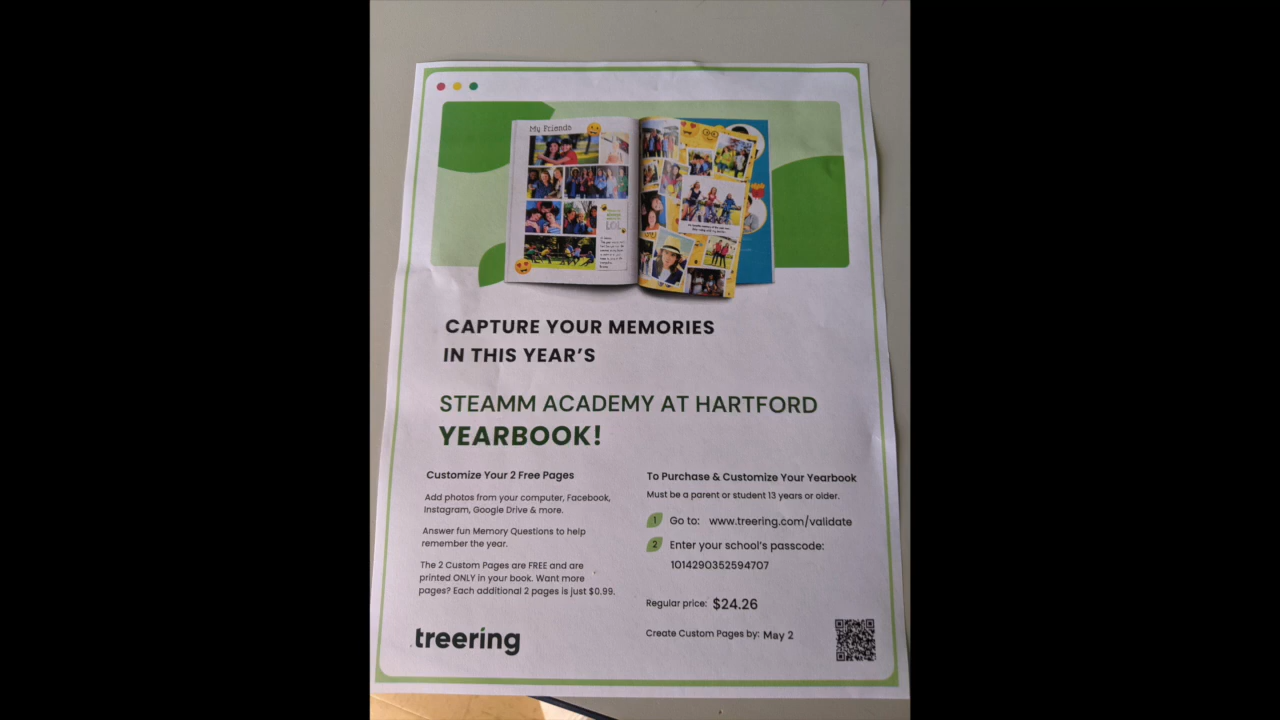 My Friends
CAPTURE YOUR MEMORIES
IN THIS YEAR'S
STEAMM ACADEMY AT HARTFORD
YEARBOOK!
Customize Your 2 Free Pages
Add photos from your computer, Facebook,
Instagram, Google Drive & more.
Answer fun Memory Questions to help
remember the year.
The 2 Custom Pages are FREE and are
printed ONLY in your book. Want more
pages? Each additional 2 pages is just $0.99.
treering
To Purchase & Customize Your Yearbook
Must be a parent or student 13 years or older.
1 Go to: www.treering.com/validate
2 Enter your school's passcode:
1014290352594707
Regular price: $24.26
Create Custom Pages by: May 2